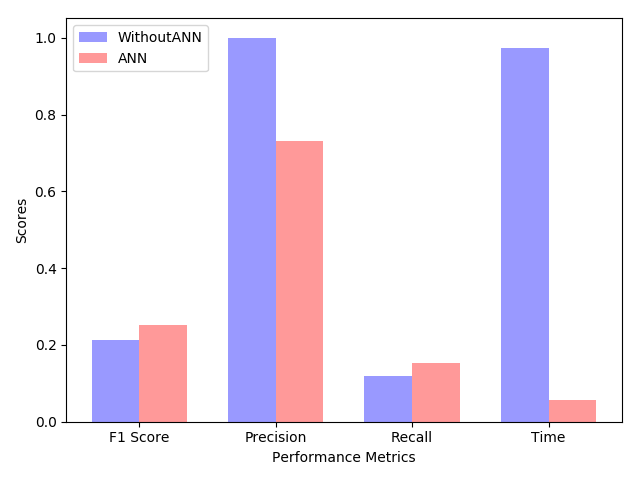 WithoutANN
ANN
1.0
0.8
0.6
0.4
0.2
0.0
Scores
F1 Score
Precision
Recall
Time
Performance Metrics